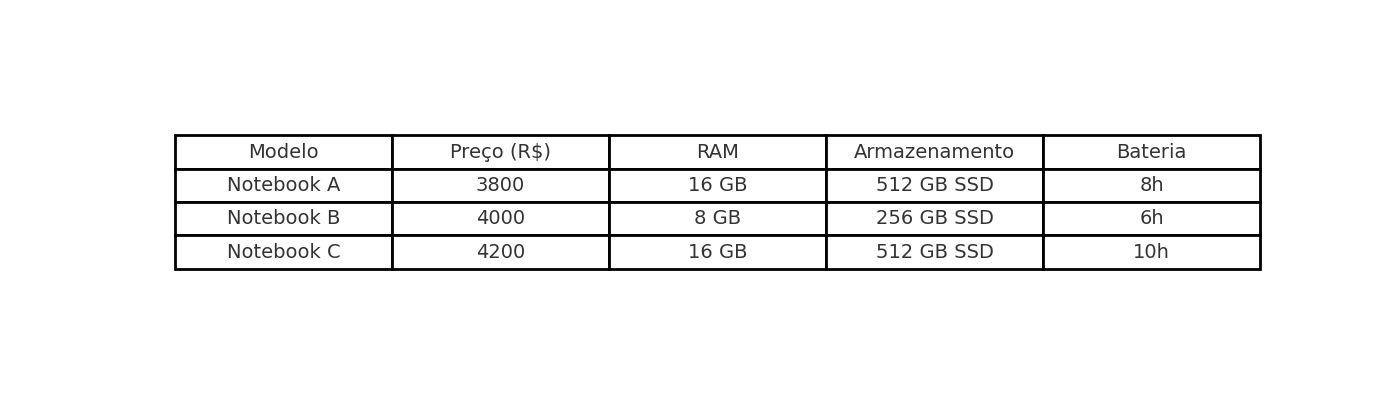 Modelo Preço (R$) RAM Armazenamento Bateria
Notebook A 3800 16 GB 512 GB SSD 8h
Notebook B 4000 8 GB 256 GB SSD 6h
Notebook C 4200 16 GB 512 GB SSD 10h